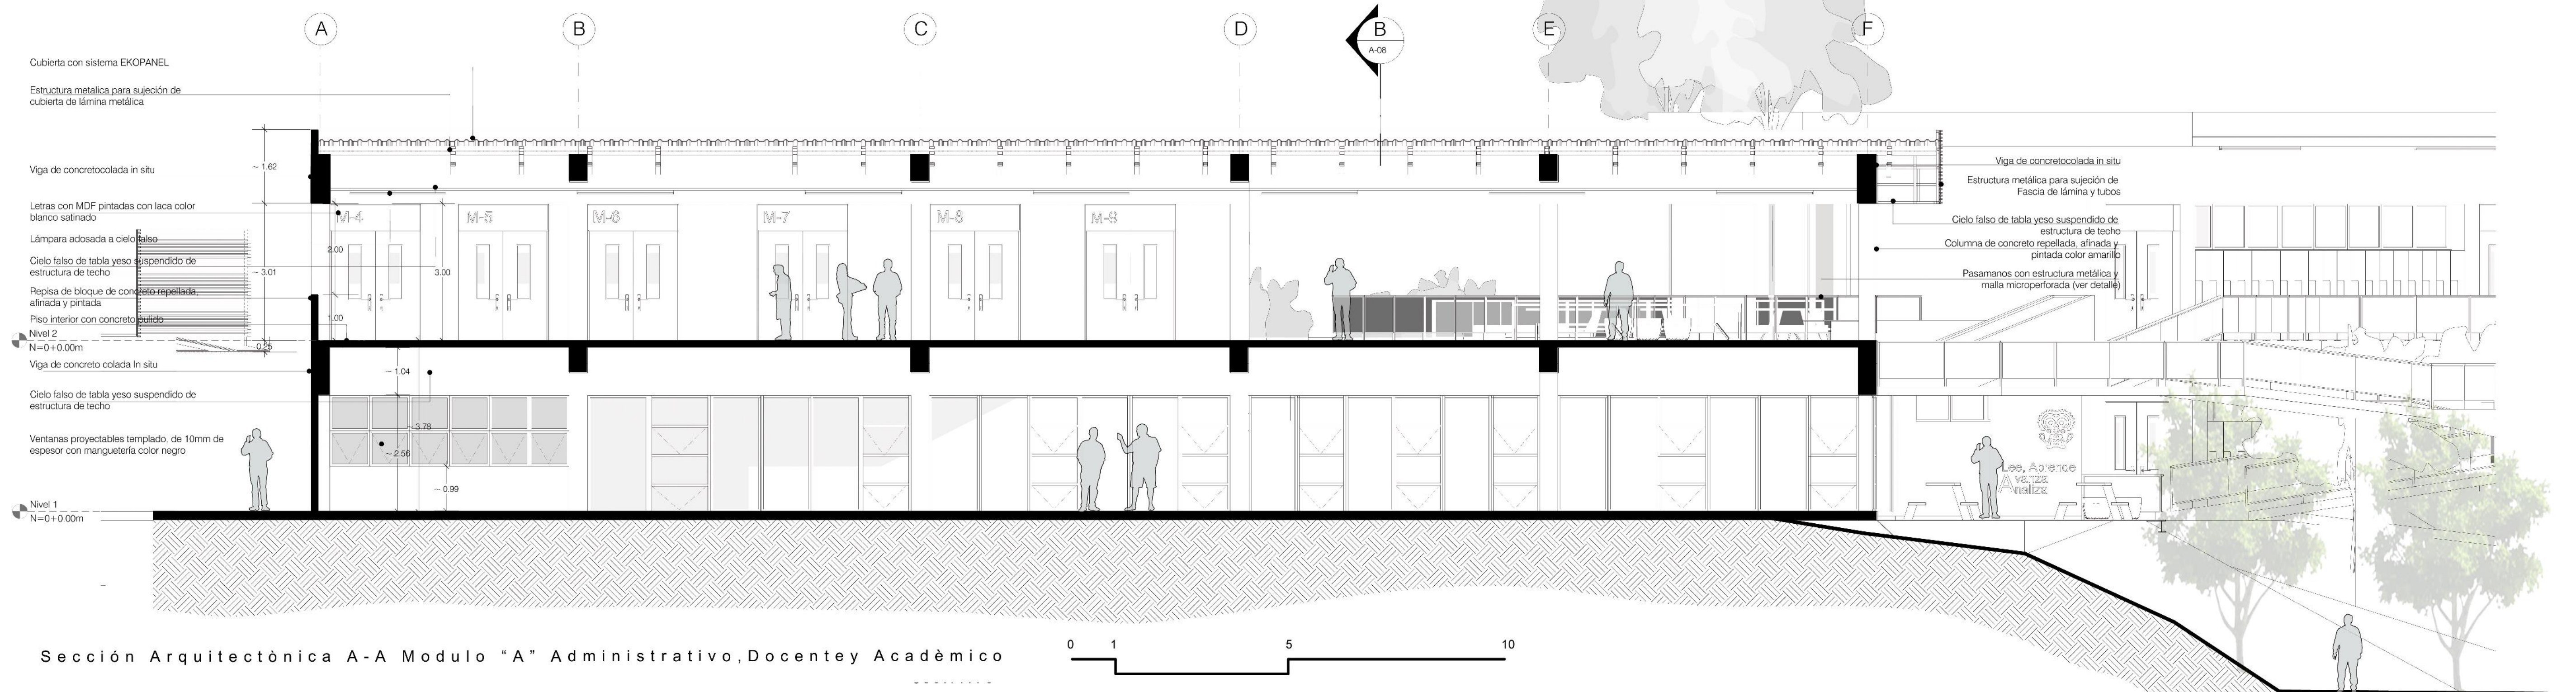 A
B
C
D
B
A-08
E
F
Cubierta con sistema EKOPANEL
Estructura metalica para sujeción de
cubierta de lámina metálica
Viga de concretocolada in situ
Letras con MDF pintadas con laca color
blanco satinado
Lámpara adosada a cielo falso
Cielo falso de tabla yeso suspendido de
estructura de techo
Repisa de bloque de concreto repellada,
afinada y pintada
Piso interior con concreto pulido
Nivel 2
N=0+0.00m
Viga de concreto colada In situ
Cielo falso de tabla yeso suspendido de
estructura de techo
Ventanas proyectables templado, de 10mm de
espesor con manguetería color negro
Nivel 1
N=0+0.00m
~ 1.62
~ 3.01
0.25
2.00
1.00
3.00
~ 1.04
~ 3.78
~ 2.56
~ 0.99
M-4
M-5
M-6
M-7
M-8
M-9
Viga de concretocolada in situ
Estructura metálica para sujeción de
Fascia de lámina y tubos
Cielo falso de tabla yeso suspendido de
estructura de techo
Columna de concreto repellada, afinada y
pintada color amarillo
Pasamanos con estructura metálica y
malla microperforada (ver detalle)
Lee, Aprende
Avanza
Analiza
Sección Arquitectònica A-A Modulo “A” Administrativo,Docentey Acadèmico
0 1 5 10